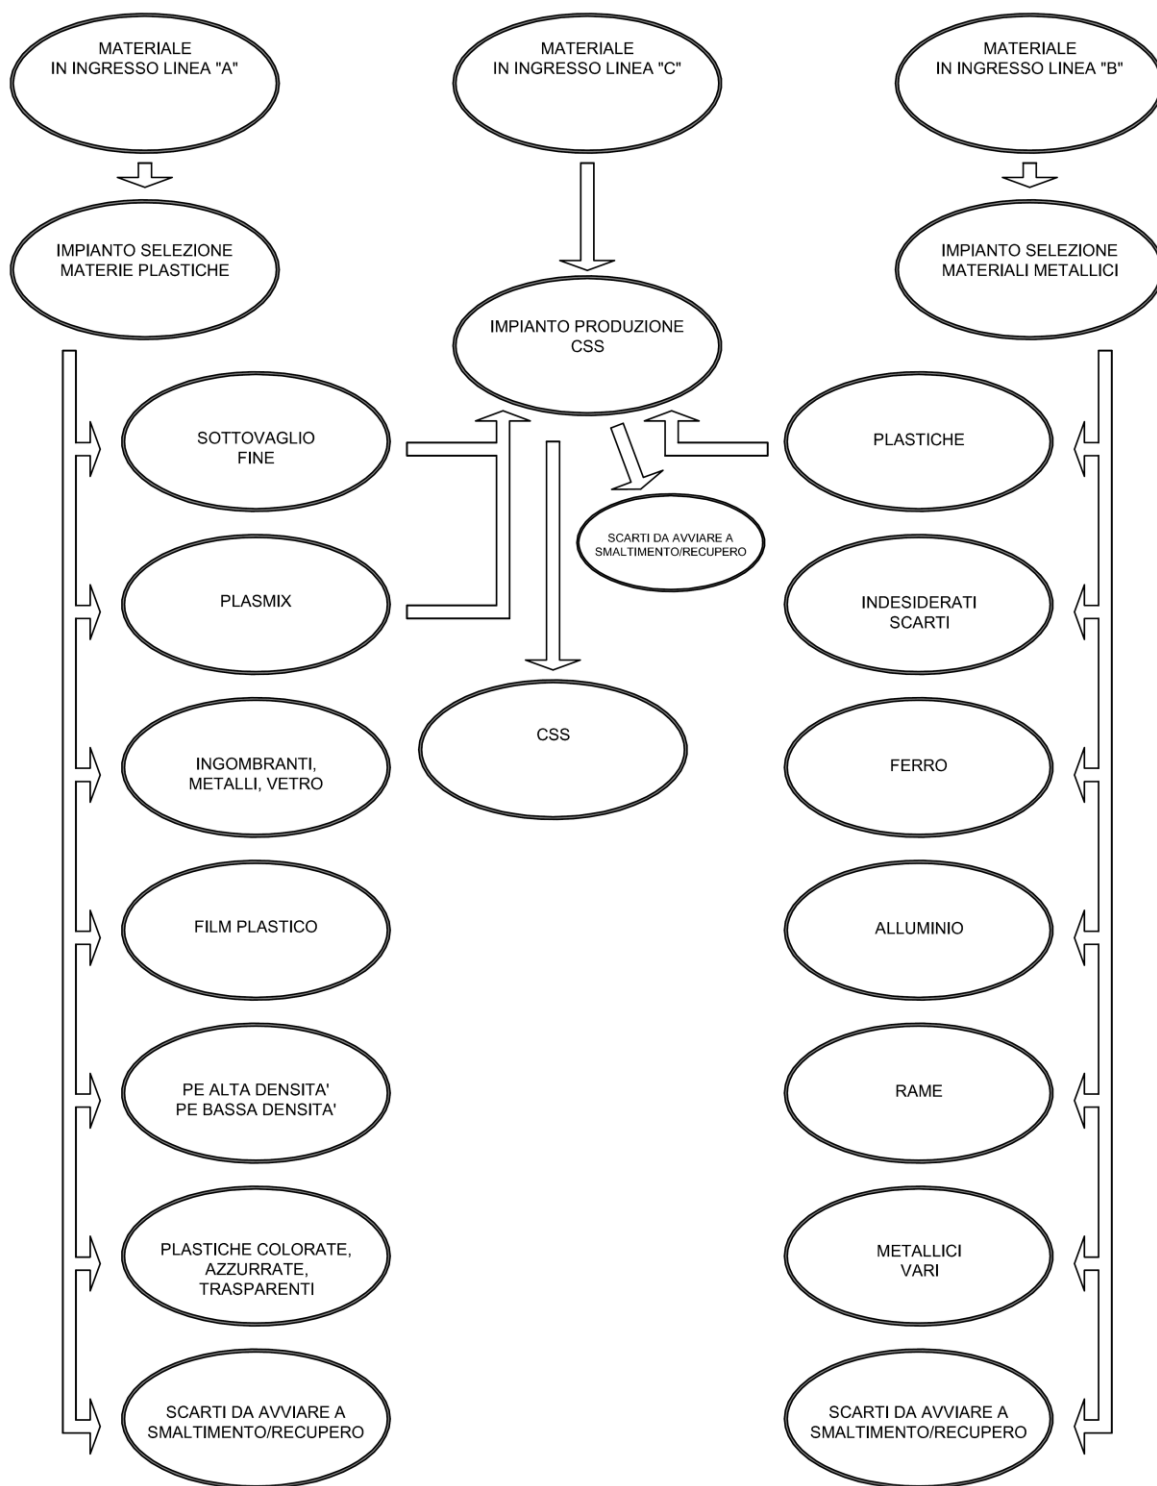 MATERIALE
IN INGRESSO LINEA "A"
MATERIALE
IN INGRESSO LINEA "C"
MATERIALE
IN INGRESSO LINEA "B"
IMPIANTO SELEZIONE
MATERIE PLASTICHE
IMPIANTO SELEZIONE
MATERIALI METALLICI
IMPIANTO PRODUZIONE
CSS
SOTTOVAGLIO
FINE
PLASTICHE
SCARTI DA AVVIARE A
SMALTIMENTO/RECUPERO
PLASMIX
INDESIDERATI
SCARTI
CSS
INGOMBRANTI,
METALLI, VETRO
FERRO
FILM PLASTICO
ALLUMINIO
PE ALTA DENSITA'
PE BASSA DENSITA'
RAME
PLASTICHE COLORATE,
AZZURRATE,
TRASPARENTI
METALLICI
VARI
SCARTI DA AVVIARE A
SMALTIMENTO/RECUPERO
SCARTI DA AVVIARE A
SMALTIMENTO/RECUPERO